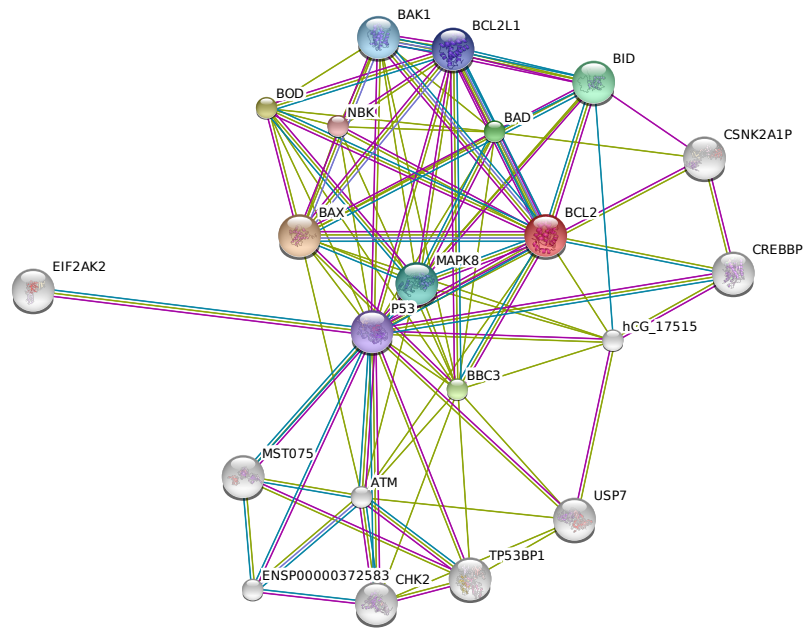 BAK1
BCL2L1
BID
BOD
NBK
BAD
CSNK2A1P
BAX
BCL2
MAPK8
CREBBP
EIF2AK2
P53
hCG_17515
BBC3
MST075
ATM
USP7
TP53BP1
ENSP00000372583
CHK2